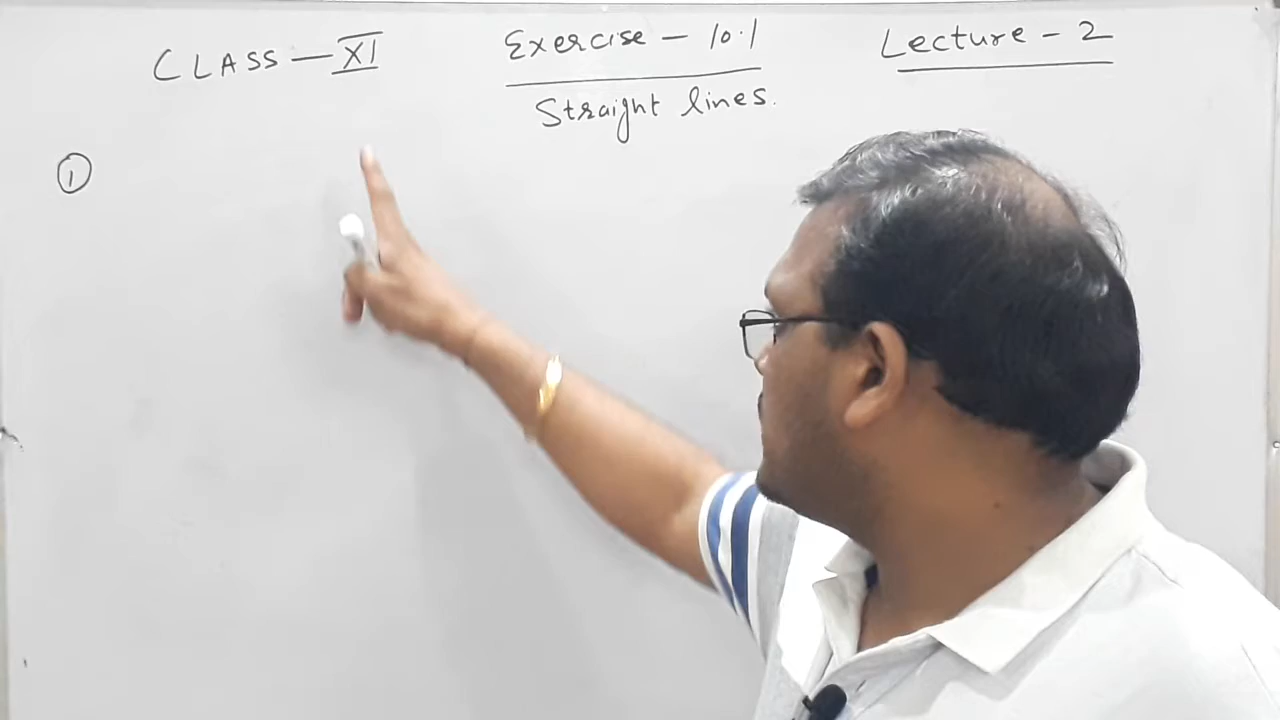 CLASS – XI
Exercise – 10.1
Lecture – 2
Straight lines.
①